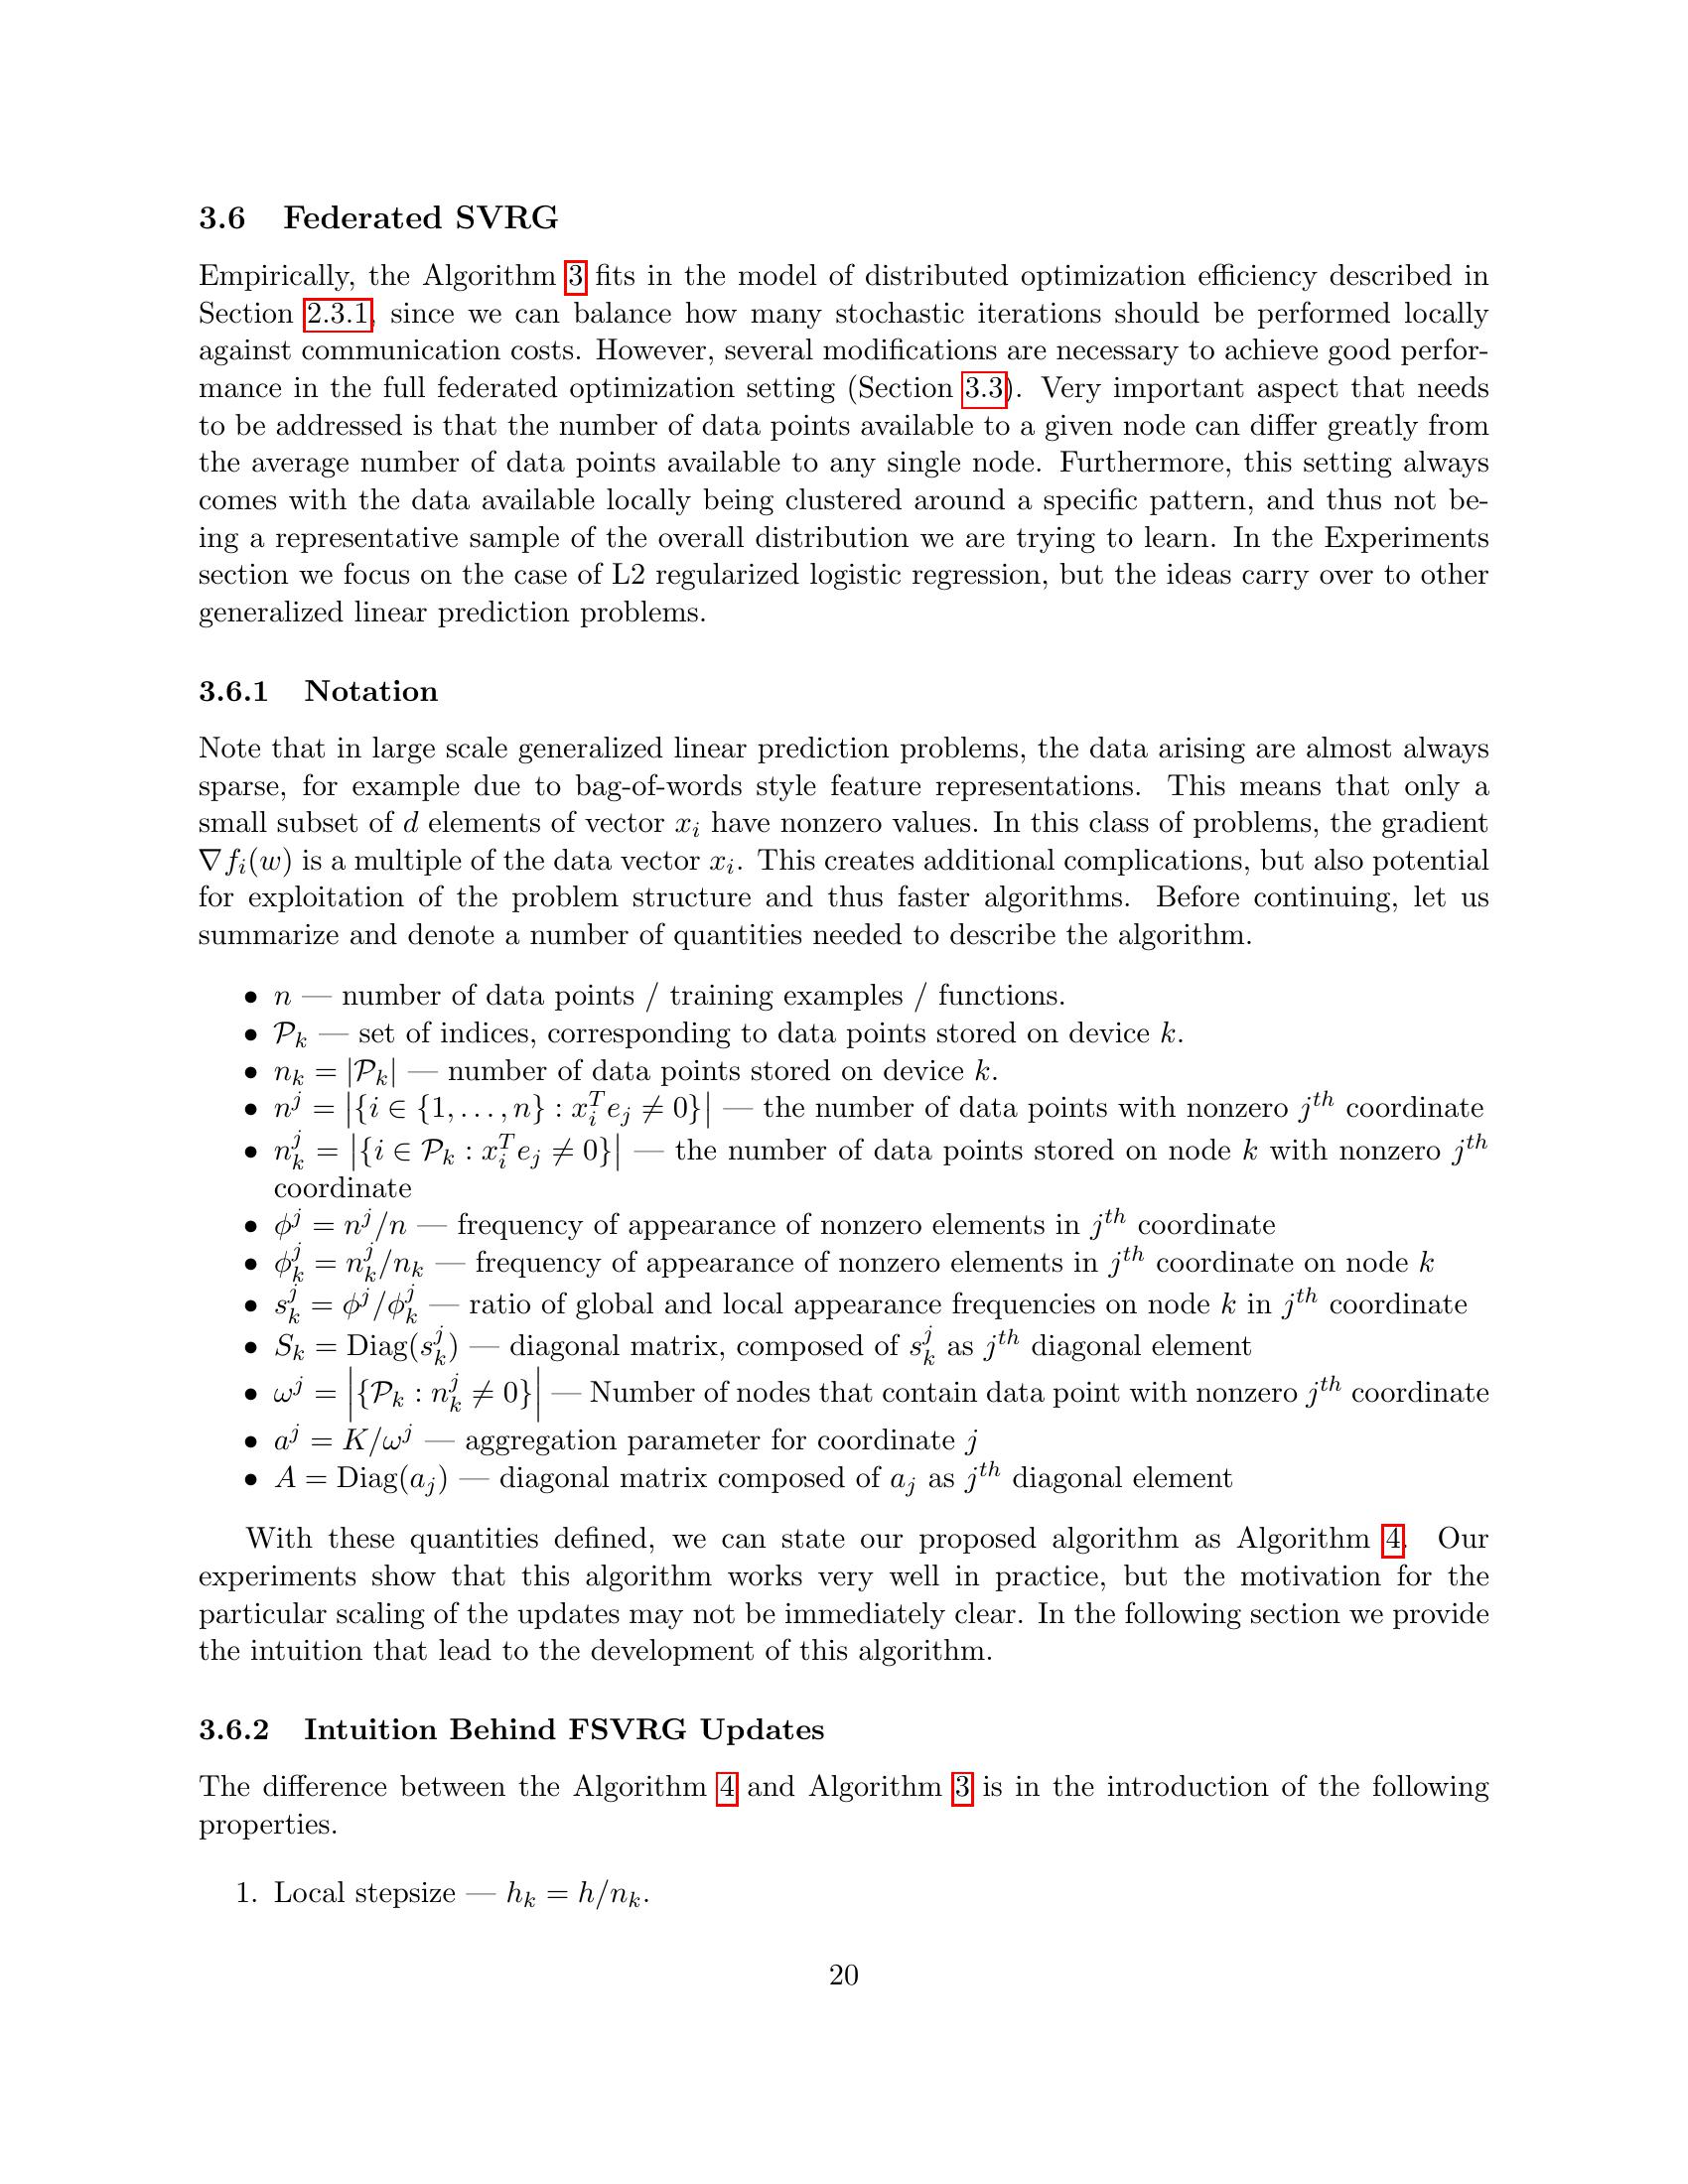 3.6 Federated SVRG
Empirically, the Algorithm 3 fits in the model of distributed optimization efficiency described in
Section 2.3.1, since we can balance how many stochastic iterations should be performed locally
against communication costs. However, several modifications are necessary to achieve good perfor-
mance in the full federated optimization setting (Section 3.3). Very important aspect that needs
to be addressed is that the number of data points available to a given node can differ greatly from
the average number of data points available to any single node. Furthermore, this setting always
comes with the data available locally being clustered around a specific pattern, and thus not be-
ing a representative sample of the overall distribution we are trying to learn. In the Experiments
section we focus on the case of L2 regularized logistic regression, but the ideas carry over to other
generalized linear prediction problems.
3.6.1 Notation
Note that in large scale generalized linear prediction problems, the data arising are almost always
sparse, for example due to bag-of-words style feature representations. This means that only a
small subset of $d$ elements of vector $x_i$ have nonzero values. In this class of problems, the gradient
$\nabla f_i(w)$ is a multiple of the data vector $x_i$. This creates additional complications, but also potential
for exploitation of the problem structure and thus faster algorithms. Before continuing, let us
summarize and denote a number of quantities needed to describe the algorithm.
• $n$ — number of data points / training examples / functions.
• $\mathcal{P}_k$ — set of indices, corresponding to data points stored on device $k$.
• $n_k = |\mathcal{P}_k|$ — number of data points stored on device $k$.
• $n^j = \left|\{i \in \{1, \ldots, n\} : x_i^T e_j \neq 0\}\right|$ — the number of data points with nonzero $j^{th}$ coordinate
• $n_k^j = \left|\{i \in \mathcal{P}_k : x_i^T e_j \neq 0\}\right|$ — the number of data points stored on node $k$ with nonzero $j^{th}$
coordinate
• $\phi^j = n^j/n$ — frequency of appearance of nonzero elements in $j^{th}$ coordinate
• $\phi_k^j = n_k^j/n_k$ — frequency of appearance of nonzero elements in $j^{th}$ coordinate on node $k$
• $s_k^j = \phi^j/\phi_k^j$ — ratio of global and local appearance frequencies on node $k$ in $j^{th}$ coordinate
• $S_k = \text{Diag}(s_k^j)$ — diagonal matrix, composed of $s_k^j$ as $j^{th}$ diagonal element
• $\omega^j = \left|\{\mathcal{P}_k : n_k^j \neq 0\}\right|$ — Number of nodes that contain data point with nonzero $j^{th}$ coordinate
• $a^j = K/\omega^j$ — aggregation parameter for coordinate $j$
• $A = \text{Diag}(a_j)$ — diagonal matrix composed of $a_j$ as $j^{th}$ diagonal element
With these quantities defined, we can state our proposed algorithm as Algorithm 4. Our
experiments show that this algorithm works very well in practice, but the motivation for the
particular scaling of the updates may not be immediately clear. In the following section we provide
the intuition that lead to the development of this algorithm.
3.6.2 Intuition Behind FSVRG Updates
The difference between the Algorithm 4 and Algorithm 3 is in the introduction of the following
properties.
1. Local stepsize — $h_k = h/n_k$.
20